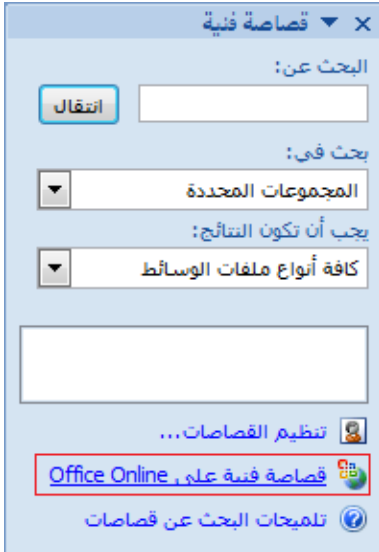 قصاصة فنية
البحث عن:
انتقال
بحث في:
المجموعات المحددة
يجب أن تكون النتائج:
كافة أنواع ملفات الوسائط
تنظيم القصاصات...
قصاصة فنية على Office Online
تلميحات البحث عن قصاصات